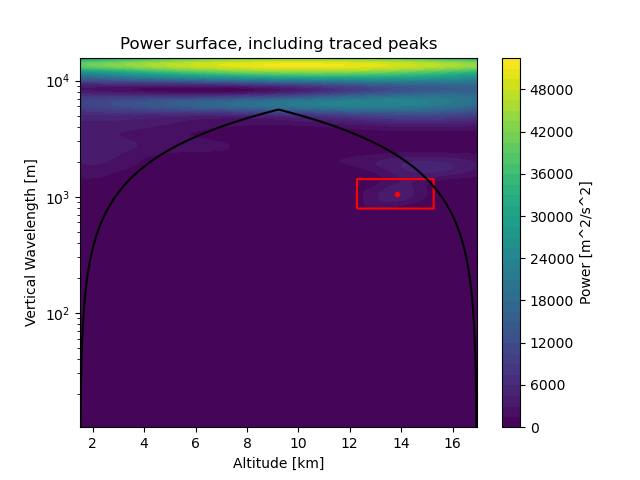 Power surface, including traced peaks
10^4
10^3
10^2
Vertical Wavelength [m]
2 4 6 8 10 12 14 16
Altitude [km]
48000
42000
36000
30000
24000
18000
12000
6000
0
Power [m^2/s^2]